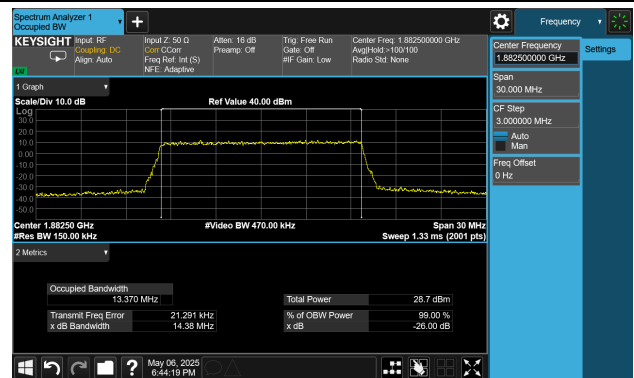 Spectrum Analyzer 1
Occupied BW
+
Frequency
KEYSIGHT
Input: RF
Coupling: DC
Align: Auto
Input Z: 50 Ω
Corr CCorr
Freq Ref: Int (S)
NFE: Adaptive
Atten: 16 dB
Preamp: Off
Trig: Free Run
Gate: Off
#IF Gain: Low
Center Freq: 1.882500000 GHz
Avg|Hold:>100/100
Radio Std: None
Center Frequency
1.882500000 GHz
Settings
Span
30.000 MHz
CF Step
3.000000 MHz
Auto
Man
Freq Offset
0 Hz
1 Graph
Scale/Div 10.0 dB
Ref Value 40.00 dBm
Log
30.0
20.0
10.0
0.00
-10.0
-20.0
-30.0
-40.0
-50.0
Center 1.88250 GHz
#Video BW 470.00 kHz
Span 30 MHz
#Res BW 150.00 kHz
Sweep 1.33 ms (2001 pts)
2 Metrics
Occupied Bandwidth
13.370 MHz
Total Power
28.7 dBm
Transmit Freq Error
21.291 kHz
% of OBW Power
99.00 %
x dB Bandwidth
14.38 MHz
x dB
-26.00 dB
?
May 06, 2025
6:44:19 PM